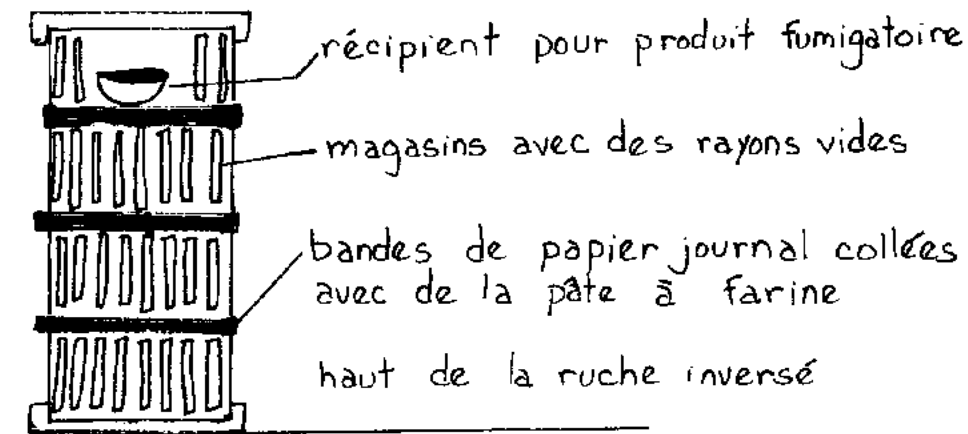 récipient pour produit fumigatoire
magasins avec des rayons vides
bandes de papier journal collées
avec de la pâte à farine
haut de la ruche inversé